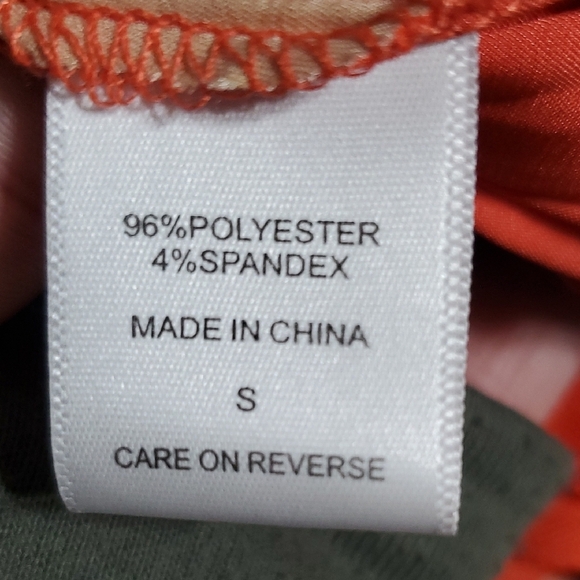 96%POLYESTER
4%SPANDEX
MADE IN CHINA
S
CARE ON REVERSE